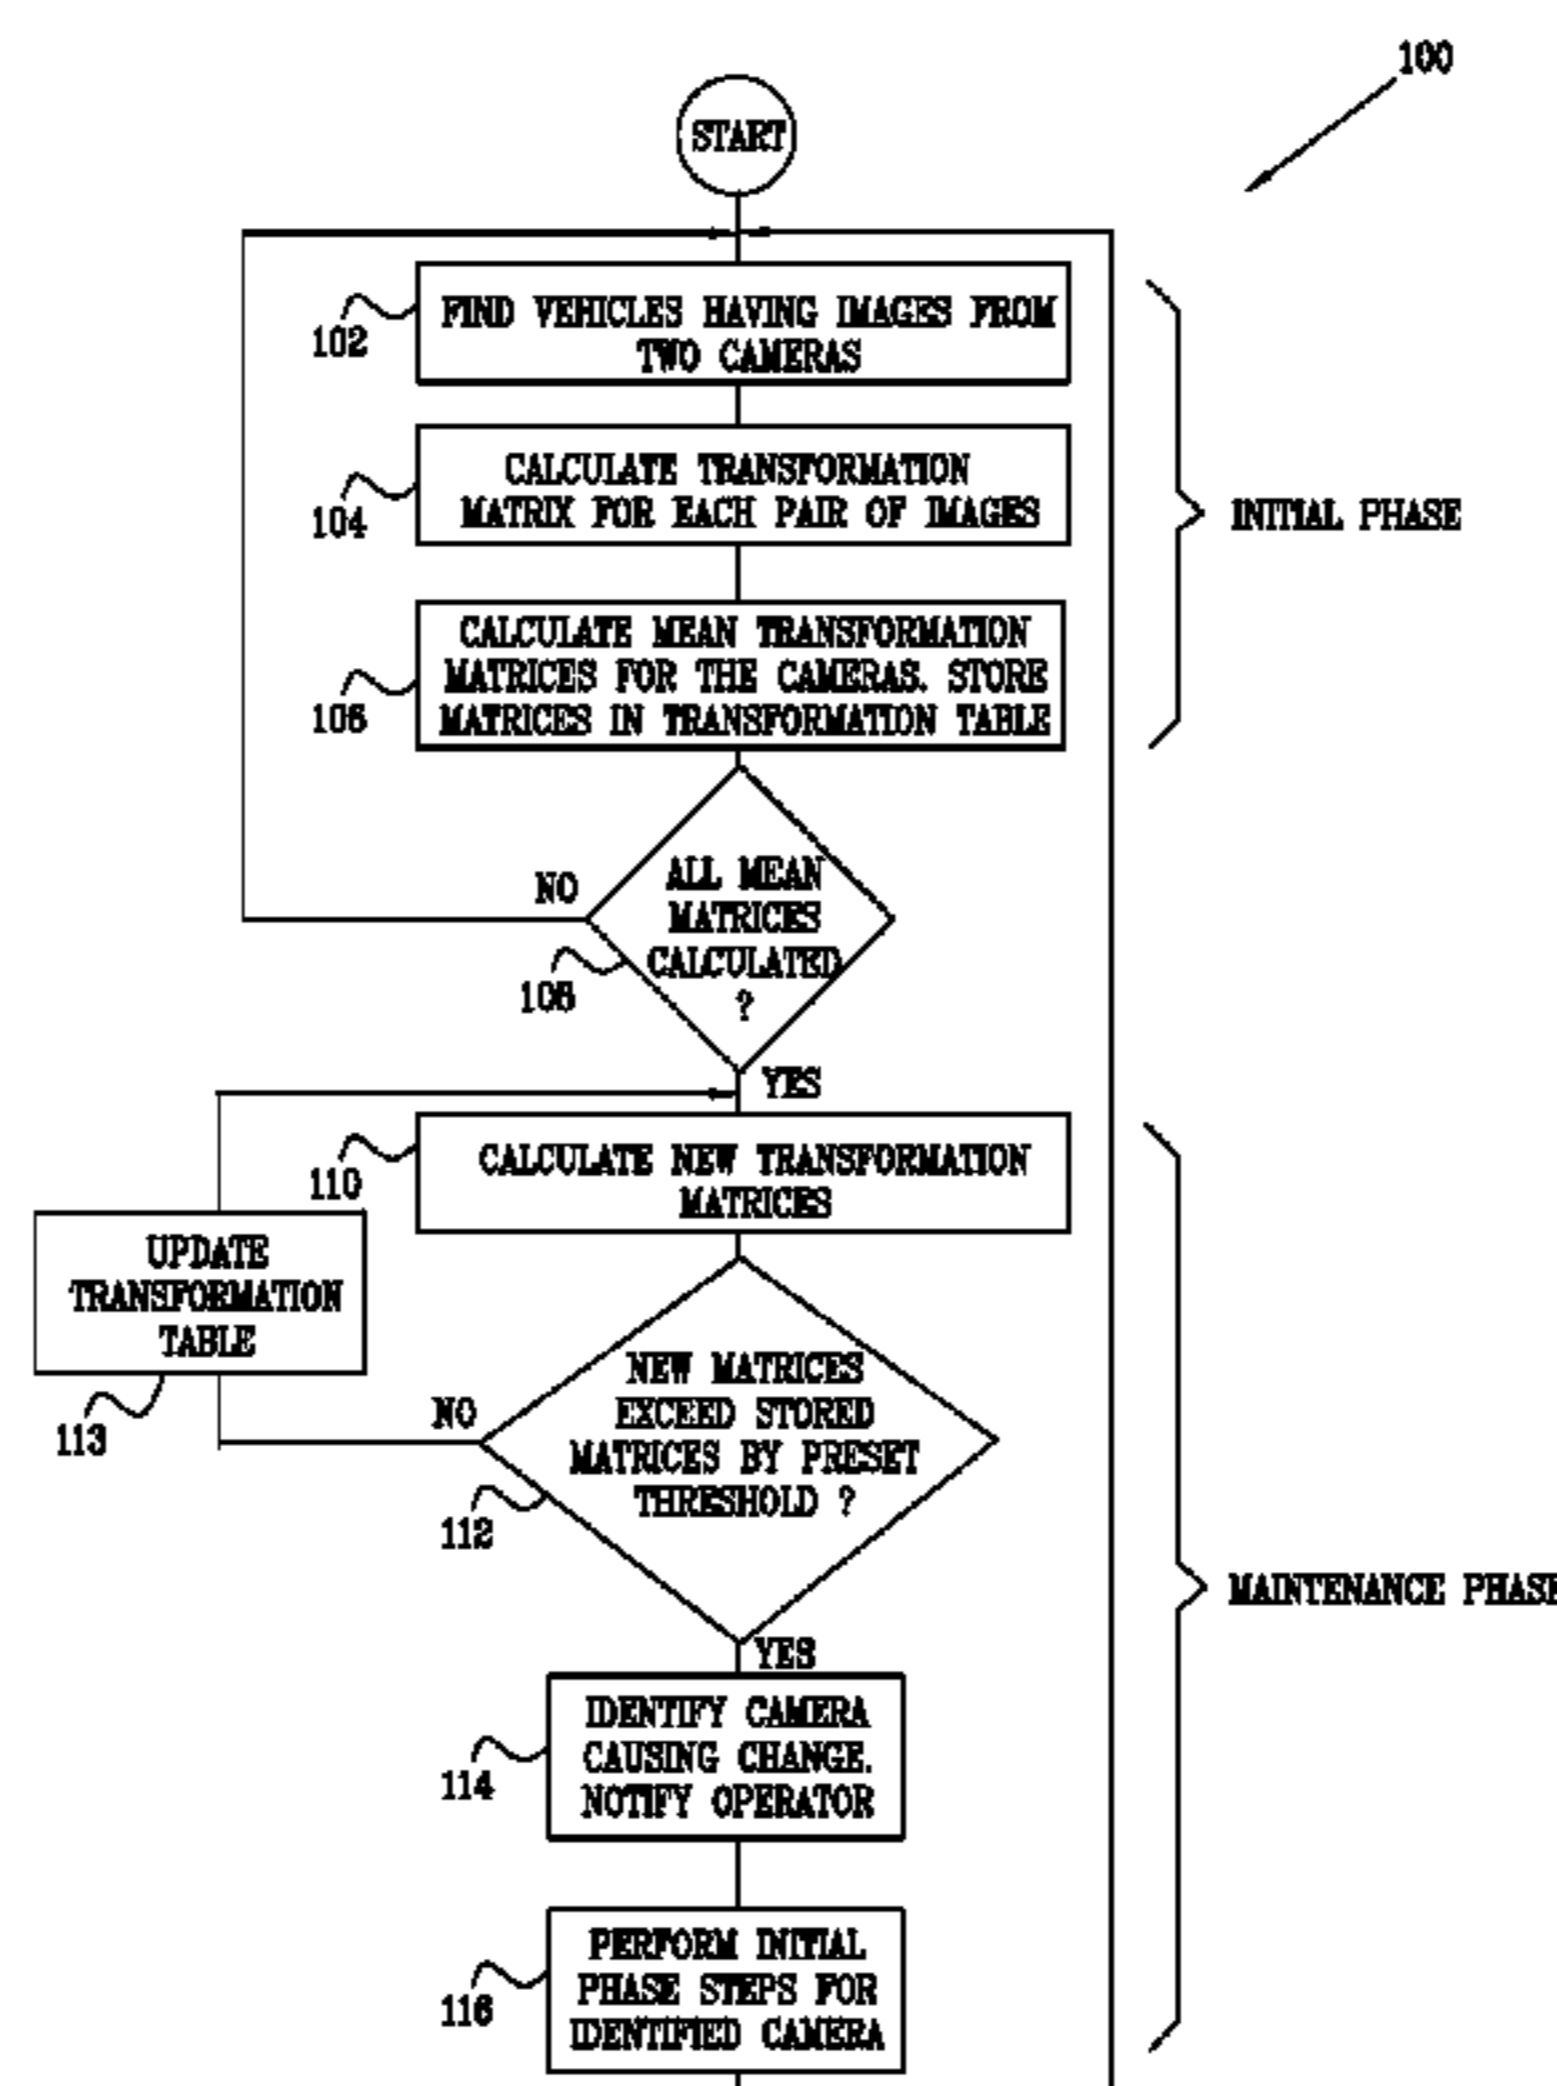 100
START
FIND VEHICLES HAVING IMAGES FROM
TWO CAMERAS
102
CALCULATE TRANSFORMATION
MATRIX FOR EACH PAIR OF IMAGES
104
INITIAL PHASE
CALCULATE MEAN TRANSFORMATION
MATRICES FOR THE CAMERAS. STORE
MATRICES IN TRANSFORMATION TABLE
106
ALL MEAN
MATRICES
CALCULATED
?
NO
108
YES
CALCULATE NEW TRANSFORMATION
MATRICES
110
UPDATE
TRANSFORMATION
TABLE
113
NEW MATRICES
EXCEED STORED
MATRICES BY PRESET
THRESHOLD ?
NO
112
MAINTENANCE PHASE
YES
IDENTIFY CAMERA
CAUSING CHANGE.
NOTIFY OPERATOR
114
PERFORM INITIAL
PHASE STEPS FOR
IDENTIFIED CAMERA
116